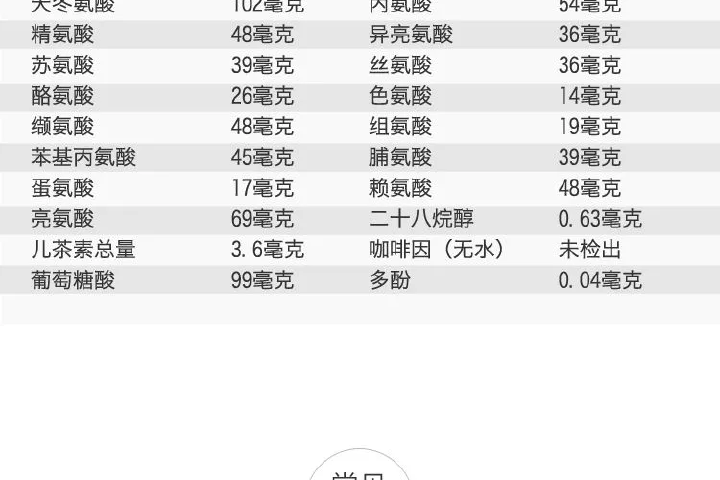 天冬氨酸 102毫克 丙氨酸 54毫克
精氨酸 48毫克 异亮氨酸 36毫克
苏氨酸 39毫克 丝氨酸 36毫克
酪氨酸 26毫克 色氨酸 14毫克
缬氨酸 48毫克 组氨酸 19毫克
苯基丙氨酸 45毫克 脯氨酸 39毫克
蛋氨酸 17毫克 赖氨酸 48毫克
亮氨酸 69毫克 二十八烷醇 0.63毫克
儿茶素总量 3.6毫克 咖啡因（无水） 未检出
葡萄糖酸 99毫克 多酚 0.04毫克